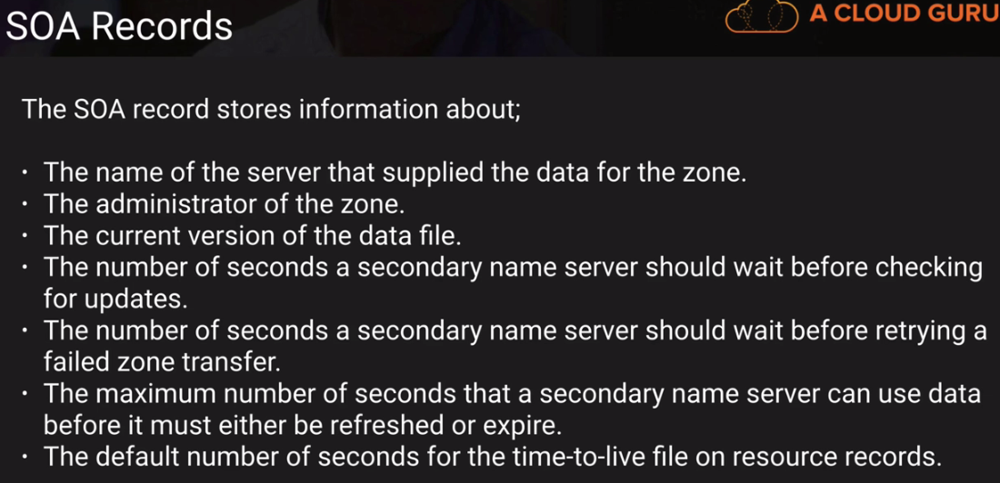 SOA Records
A CLOUD GURU
The SOA record stores information about;
· The name of the server that supplied the data for the zone.
· The administrator of the zone.
· The current version of the data file.
· The number of seconds a secondary name server should wait before checking
for updates.
· The number of seconds a secondary name server should wait before retrying a
failed zone transfer.
· The maximum number of seconds that a secondary name server can use data
before it must either be refreshed or expire.
· The default number of seconds for the time-to-live file on resource records.